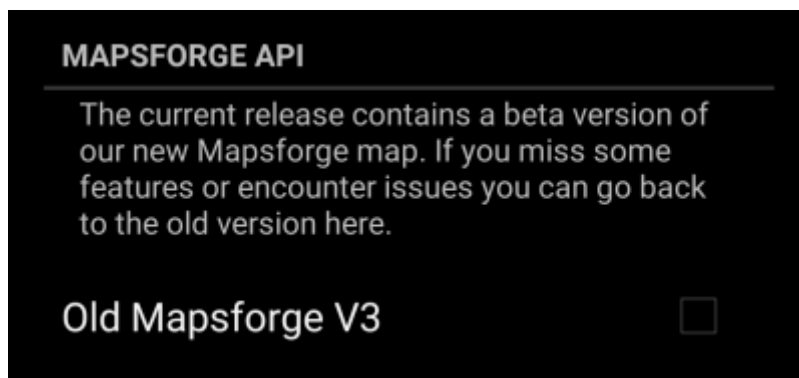 MAPSFORGE API
The current release contains a beta version of
our new Mapsforge map. If you miss some
features or encounter issues you can go back
to the old version here.
Old Mapsforge V3